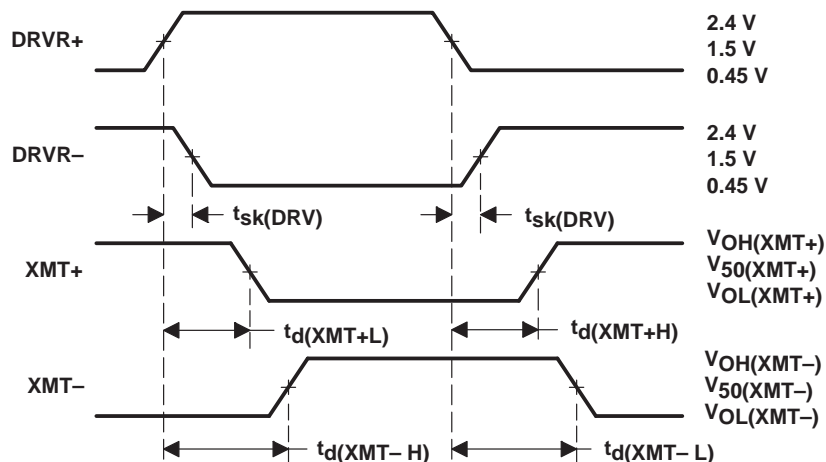 DRVR+
2.4 V
1.5 V
0.45 V
DRVR–
2.4 V
1.5 V
0.45 V
tsk(DRV)
tsk(DRV)
XMT+
VOH(XMT+)
V50(XMT+)
VOL(XMT+)
td(XMT+L)
td(XMT+H)
XMT–
VOH(XMT–)
V50(XMT–)
VOL(XMT–)
td(XMT– H)
td(XMT– L)